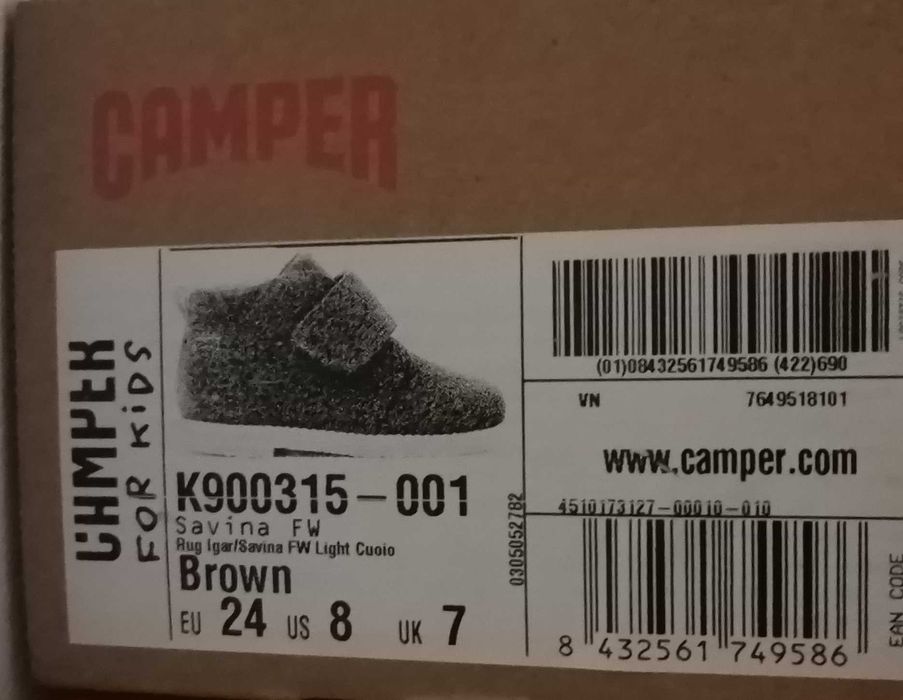 CAMPER
CAMPER
FOR KiDS
K900315-001
Savina FW
Rug Igar/Savina FW Light Cuoio
Brown
EU 24 US 8 UK 7
0305052782
(01)08432561749586 (422)690
VN 7649518101
www.camper.com
4510173127-00010-010
8 432561 749586
EAN CODE